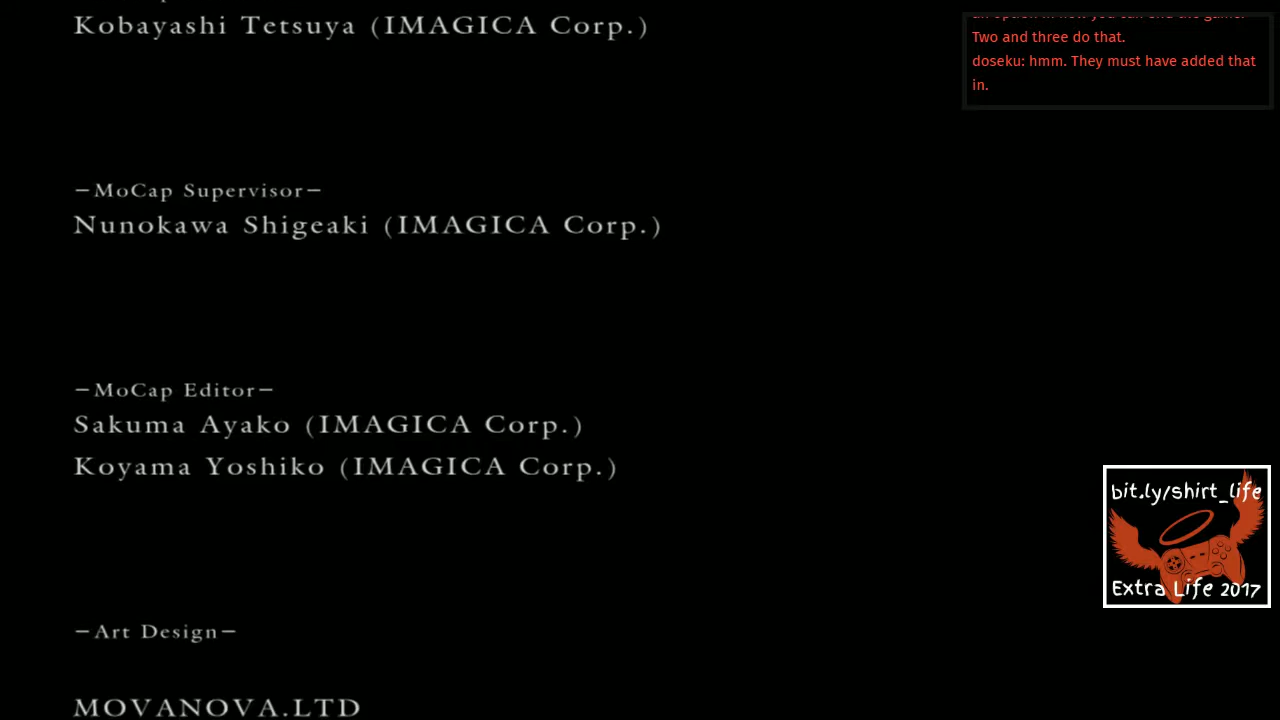 Kobayashi Tetsuya (IMAGICA Corp.)
—MoCap Supervisor—
Nunokawa Shigeaki (IMAGICA Corp.)
—MoCap Editor—
Sakuma Ayako (IMAGICA Corp.)
Koyama Yoshiko (IMAGICA Corp.)
—Art Design—
MOVANOVA.LTD
Two and three do that.
doseku: hmm. They must have added that
in.
bit.ly/shirt_life
Extra Life 2017